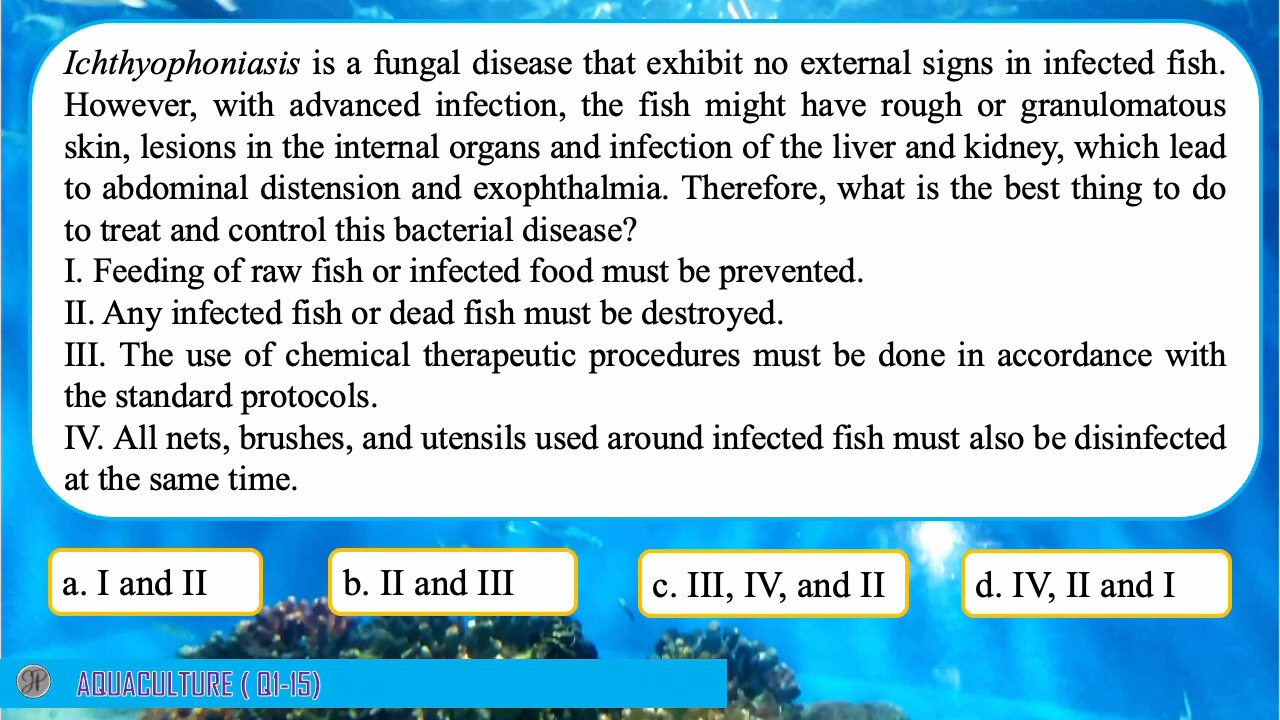 Ichthyophoniasis is a fungal disease that exhibit no external signs in infected fish.
However, with advanced infection, the fish might have rough or granulomatous
skin, lesions in the internal organs and infection of the liver and kidney, which lead
to abdominal distension and exophthalmia. Therefore, what is the best thing to do
to treat and control this bacterial disease?
I. Feeding of raw fish or infected food must be prevented.
II. Any infected fish or dead fish must be destroyed.
III. The use of chemical therapeutic procedures must be done in accordance with
the standard protocols.
IV. All nets, brushes, and utensils used around infected fish must also be disinfected
at the same time.
a. I and II
b. II and III
c. III, IV, and II
d. IV, II and I
AQUACULTURE ( Q1-15)